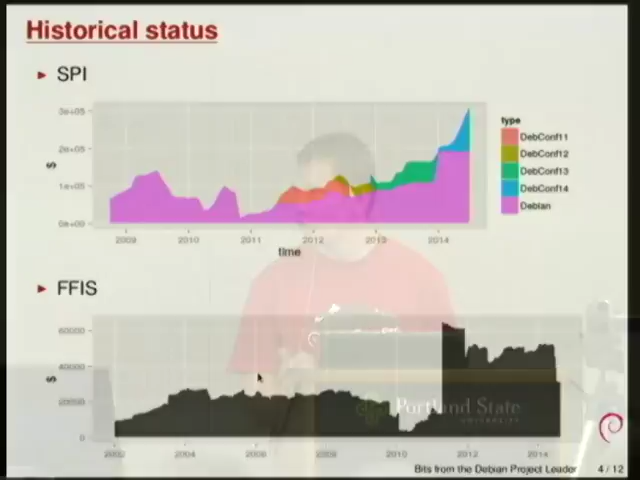 Historical status
SPI
3e+05
2e+05
1e+05
0e+00
$
2009 2010 2011 2012 2013 2014
time
type
DebConf11
DebConf12
DebConf13
DebConf14
Debian
FFIS
60000
40000
20000
0
$
2002 2004 2006 2008 2010 2012 2014
Portland State
UNIVERSITY
Bits from the Debian Project Leader 4 / 12